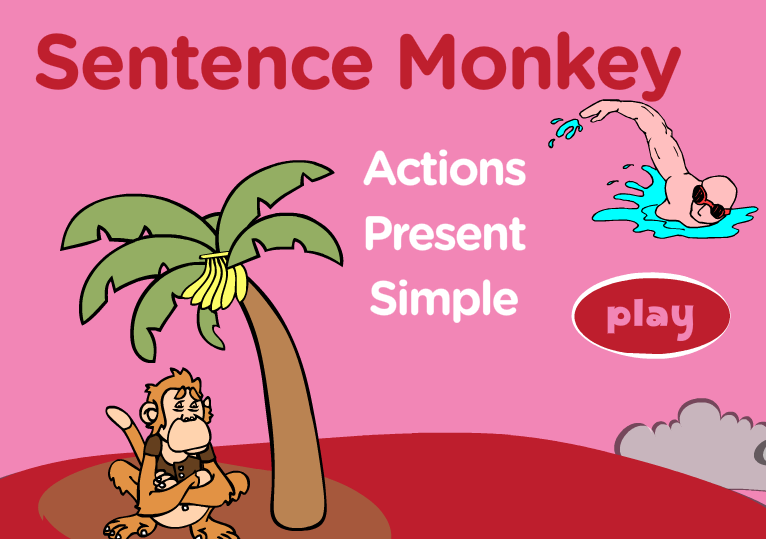 Sentence Monkey
Actions
Present
Simple
play